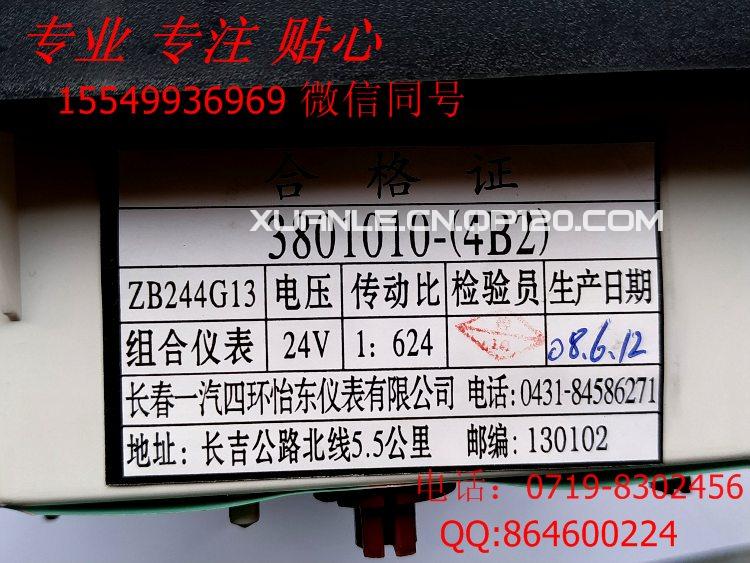 专业 专注 贴心
15549936969 微信同号
合格证
XUANLE.CN.QP120.COM
3801010-(4B2)
ZB244G13 电压 传动比 检验员 生产日期
组合仪表 24V 1: 624 08.6.12
长春一汽四环怡东仪表有限公司 电话:0431-84586271
地址: 长吉公路北线5.5公里 邮编: 130102
电话: 0719-8302456
QQ:864600224